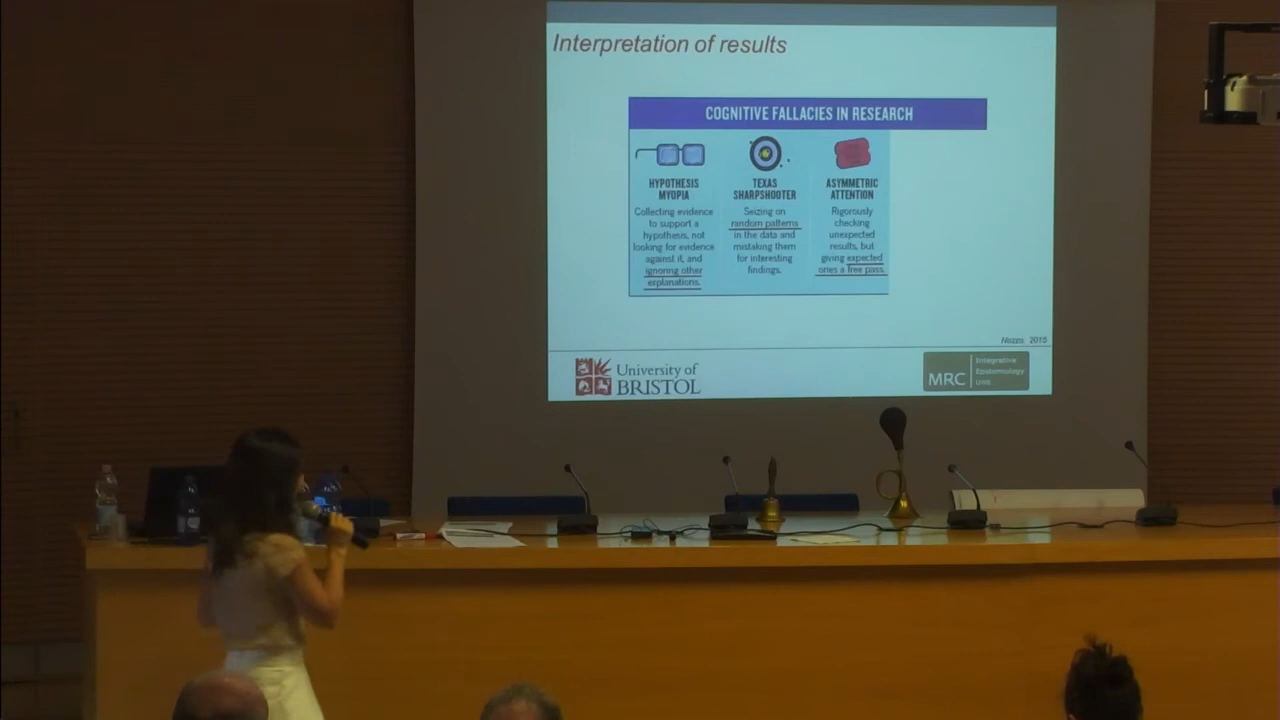 Interpretation of results
COGNITIVE FALLACIES IN RESEARCH
HYPOTHESIS
MYOPIA
Collecting evidence
to support a
hypothesis, not
looking for evidence
against it, and
ignoring other
explanations.
TEXAS
SHARPSHOOTER
Seizing on
random patterns
in the data and
mistaking them
for interesting
findings.
ASYMMETRIC
ATTENTION
Rigorously
checking
unexpected
results, but
giving expected
ones a free pass.
2015
University of
BRISTOL
MRC
Integrative
Epidemiology
Unit